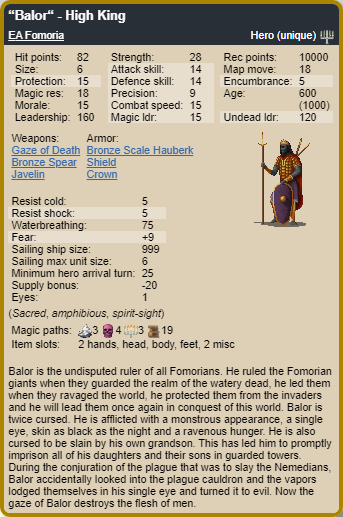 “Balor“ - High King
EA Fomoria Hero (unique)
Hit points: 82 Strength: 28 Rec points: 10000
Size: 6 Attack skill: 14 Map move: 18
Protection: 15 Defence skill: 14 Encumbrance: 5
Magic res: 18 Precision: 9 Age: 600
Morale: 15 Combat speed: 15 (1000)
Leadership: 160 Magic ldr: 15 Undead ldr: 120
Weapons: Armor:
Gaze of Death Bronze Scale Hauberk
Bronze Spear Shield
Javelin Crown
Resist cold: 5
Resist shock: 5
Waterbreathing: 75
Fear: +9
Sailing ship size: 999
Sailing max unit size: 6
Minimum hero arrival turn: 25
Supply bonus: -20
Eyes: 1
(Sacred, amphibious, spirit-sight)
Magic paths: 3 4 3 19
Item slots: 2 hands, head, body, feet, 2 misc
Balor is the undisputed ruler of all Fomorians. He ruled the Fomorian
giants when they guarded the realm of the watery dead, he led them
when they ravaged the world, he protected them from the invaders
and he will lead them once again in conquest of this world. Balor is
twice cursed. He is afflicted with a monstrous appearance, a single
eye, skin as black as the night and a ravenous hunger. He is also
cursed to be slain by his own grandson. This has led him to promptly
imprison all of his daughters and their sons in guarded towers.
During the conjuration of the plague that was to slay the Nemedians,
Balor accidentally looked into the plague cauldron and the vapors
lodged themselves in his single eye and turned it to evil. Now the
gaze of Balor destroys the flesh of men.